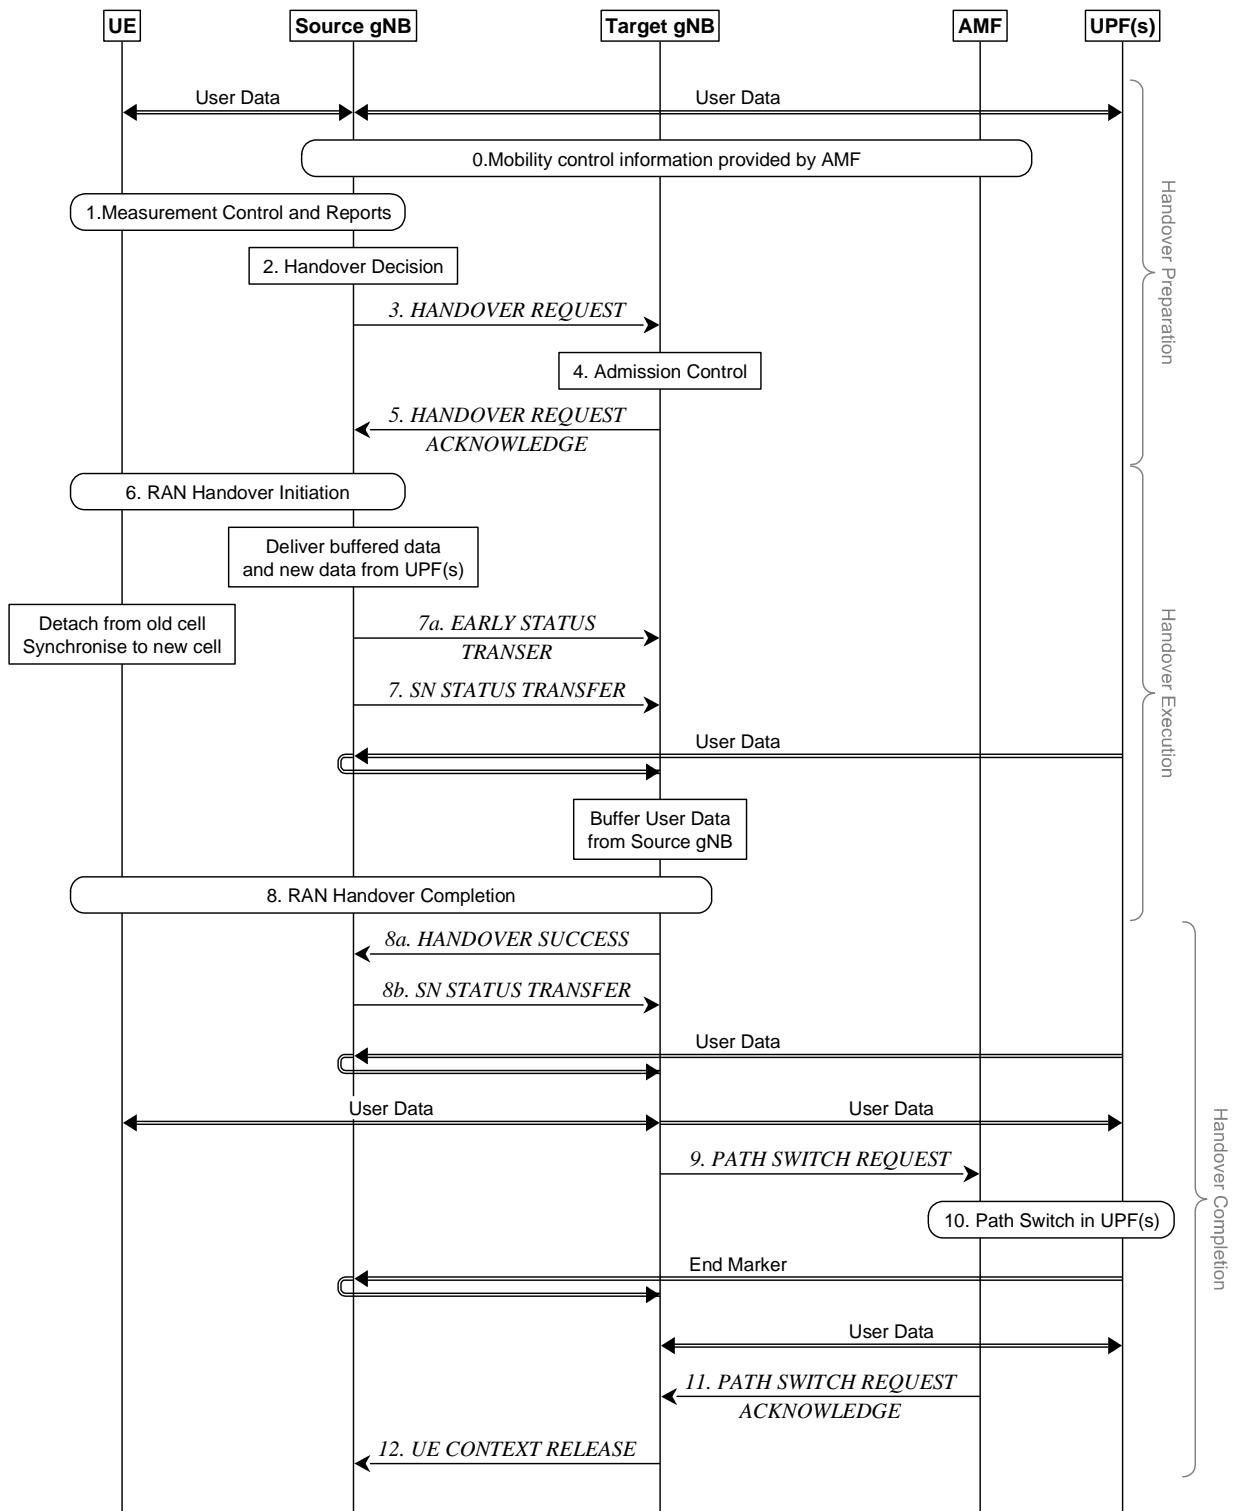 UE
Source gNB
Target gNB
AMF
UPF(s)
User Data
User Data
0.Mobility control information provided by AMF
1.Measurement Control and Reports
2. Handover Decision
3. HANDOVER REQUEST
4. Admission Control
5. HANDOVER REQUEST
ACKNOWLEDGE
Handover Preparation
6. RAN Handover Initiation
Deliver buffered data
and new data from UPF(s)
Detach from old cell
Synchronise to new cell
7a. EARLY STATUS
TRANSER
7. SN STATUS TRANSFER
User Data
Buffer User Data
from Source gNB
8. RAN Handover Completion
Handover Execution
8a. HANDOVER SUCCESS
8b. SN STATUS TRANSFER
User Data
User Data
User Data
9. PATH SWITCH REQUEST
10. Path Switch in UPF(s)
End Marker
User Data
11. PATH SWITCH REQUEST
ACKNOWLEDGE
12. UE CONTEXT RELEASE
Handover Completion